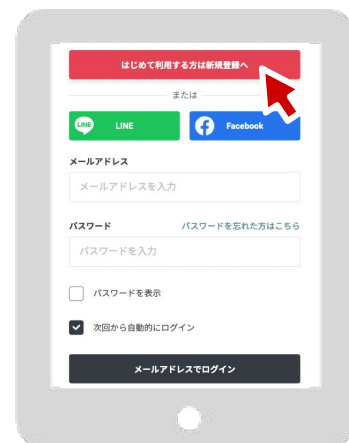 はじめて利用する方は新規登録へ
または
LINE LINE
Facebook
メールアドレス
メールアドレスを入力
パスワード パスワードを忘れた方はこちら
パスワードを入力
パスワードを表示
次回から自動的にログイン
メールアドレスでログイン